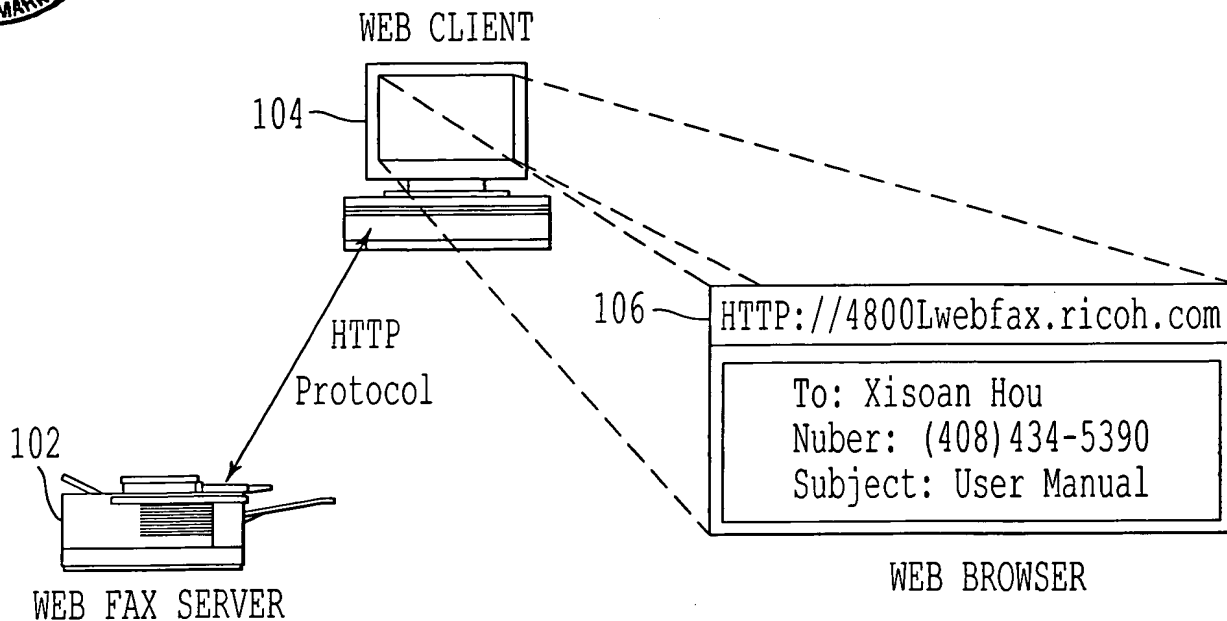 WEB CLIENT
104
106
HTTP://4800Lwebfax.ricoh.com
To: Xisoan Hou
Nuber: (408)434-5390
Subject: User Manual
WEB BROWSER
HTTP
Protocol
102
WEB FAX SERVER